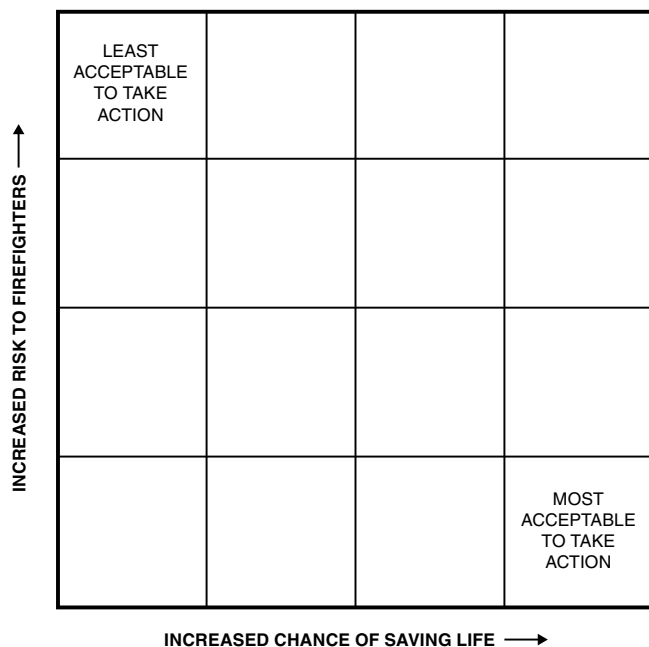 LEAST
ACCEPTABLE
TO TAKE
ACTION
INCREASED RISK TO FIREFIGHTERS
MOST
ACCEPTABLE
TO TAKE
ACTION
INCREASED CHANCE OF SAVING LIFE